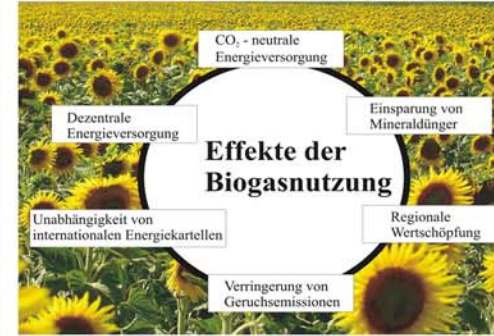 CO₂ - neutrale
Energieversorgung
Dezentrale
Energieversorgung
Einsparung von
Mineraldünger
Effekte der
Biogasnutzung
Unabhängigkeit von
internationalen Energiekartellen
Regionale
Wertschöpfung
Verringerung von
Geruchsemissionen